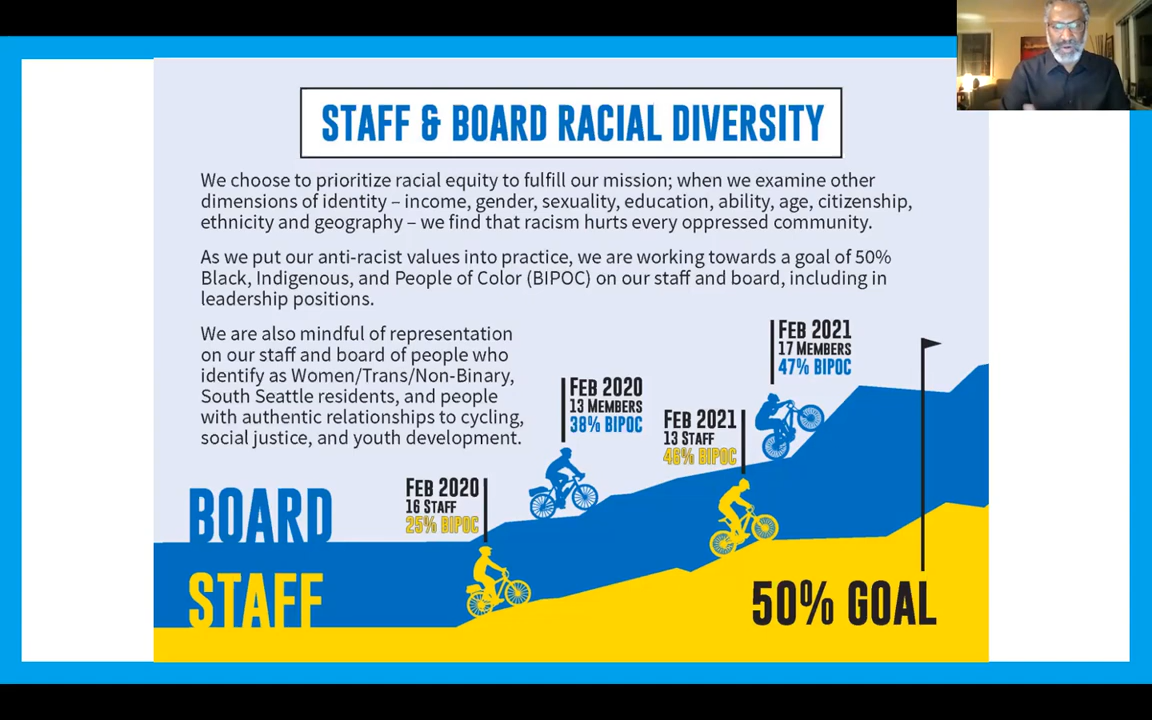 STAFF & BOARD RACIAL DIVERSITY
We choose to prioritize racial equity to fulfill our mission; when we examine other
dimensions of identity – income, gender, sexuality, education, ability, age, citizenship,
ethnicity and geography – we find that racism hurts every oppressed community.
As we put our anti-racist values into practice, we are working towards a goal of 50%
Black, Indigenous, and People of Color (BIPOC) on our staff and board, including in
leadership positions.
We are also mindful of representation
on our staff and board of people who
identify as Women/Trans/Non-Binary,
South Seattle residents, and people
with authentic relationships to cycling,
social justice, and youth development.
FEB 2021
17 MEMBERS
47% BIPOC
FEB 2020
13 MEMBERS
38% BIPOC
FEB 2021
13 STAFF
46% BIPOC
FEB 2020
16 STAFF
25% BIPOC
BOARD
STAFF
50% GOAL